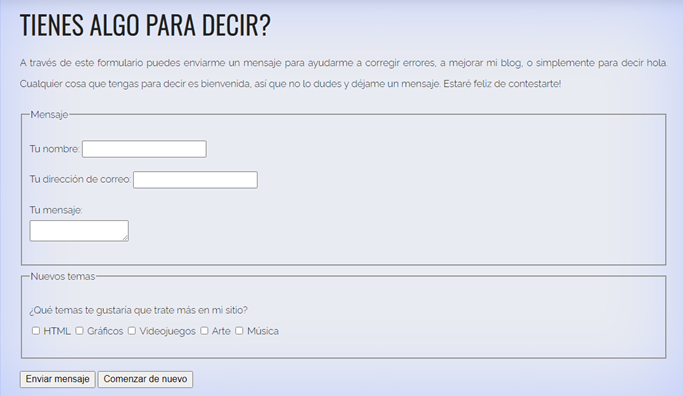 TIENES ALGO PARA DECIR?
A través de este formulario puedes enviarme un mensaje para ayudarme a corregir errores, a mejorar mi blog, o simplemente para decir hola.
Cualquier cosa que tengas para decir es bienvenida, así que no lo dudes y déjame un mensaje. Estaré feliz de contestarte!
Mensaje
Tu nombre:
Tu dirección de correo:
Tu mensaje:
Nuevos temas
¿Qué temas te gustaría que trate más en mi sitio?
HTML Gráficos Videojuegos Arte Música
Enviar mensaje Comenzar de nuevo